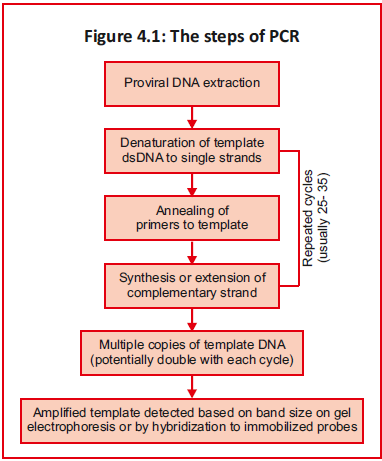 Figure 4.1: The steps of PCR
Proviral DNA extraction
Denaturation of template
dsDNA to single strands
Annealing of
primers to template
Synthesis or extension of
complementary strand
Repeated cycles
(usually 25- 35)
Multiple copies of template DNA
(potentially double with each cycle)
Amplified template detected based on band size on gel
electrophoresis or by hybridization to immobilized probes